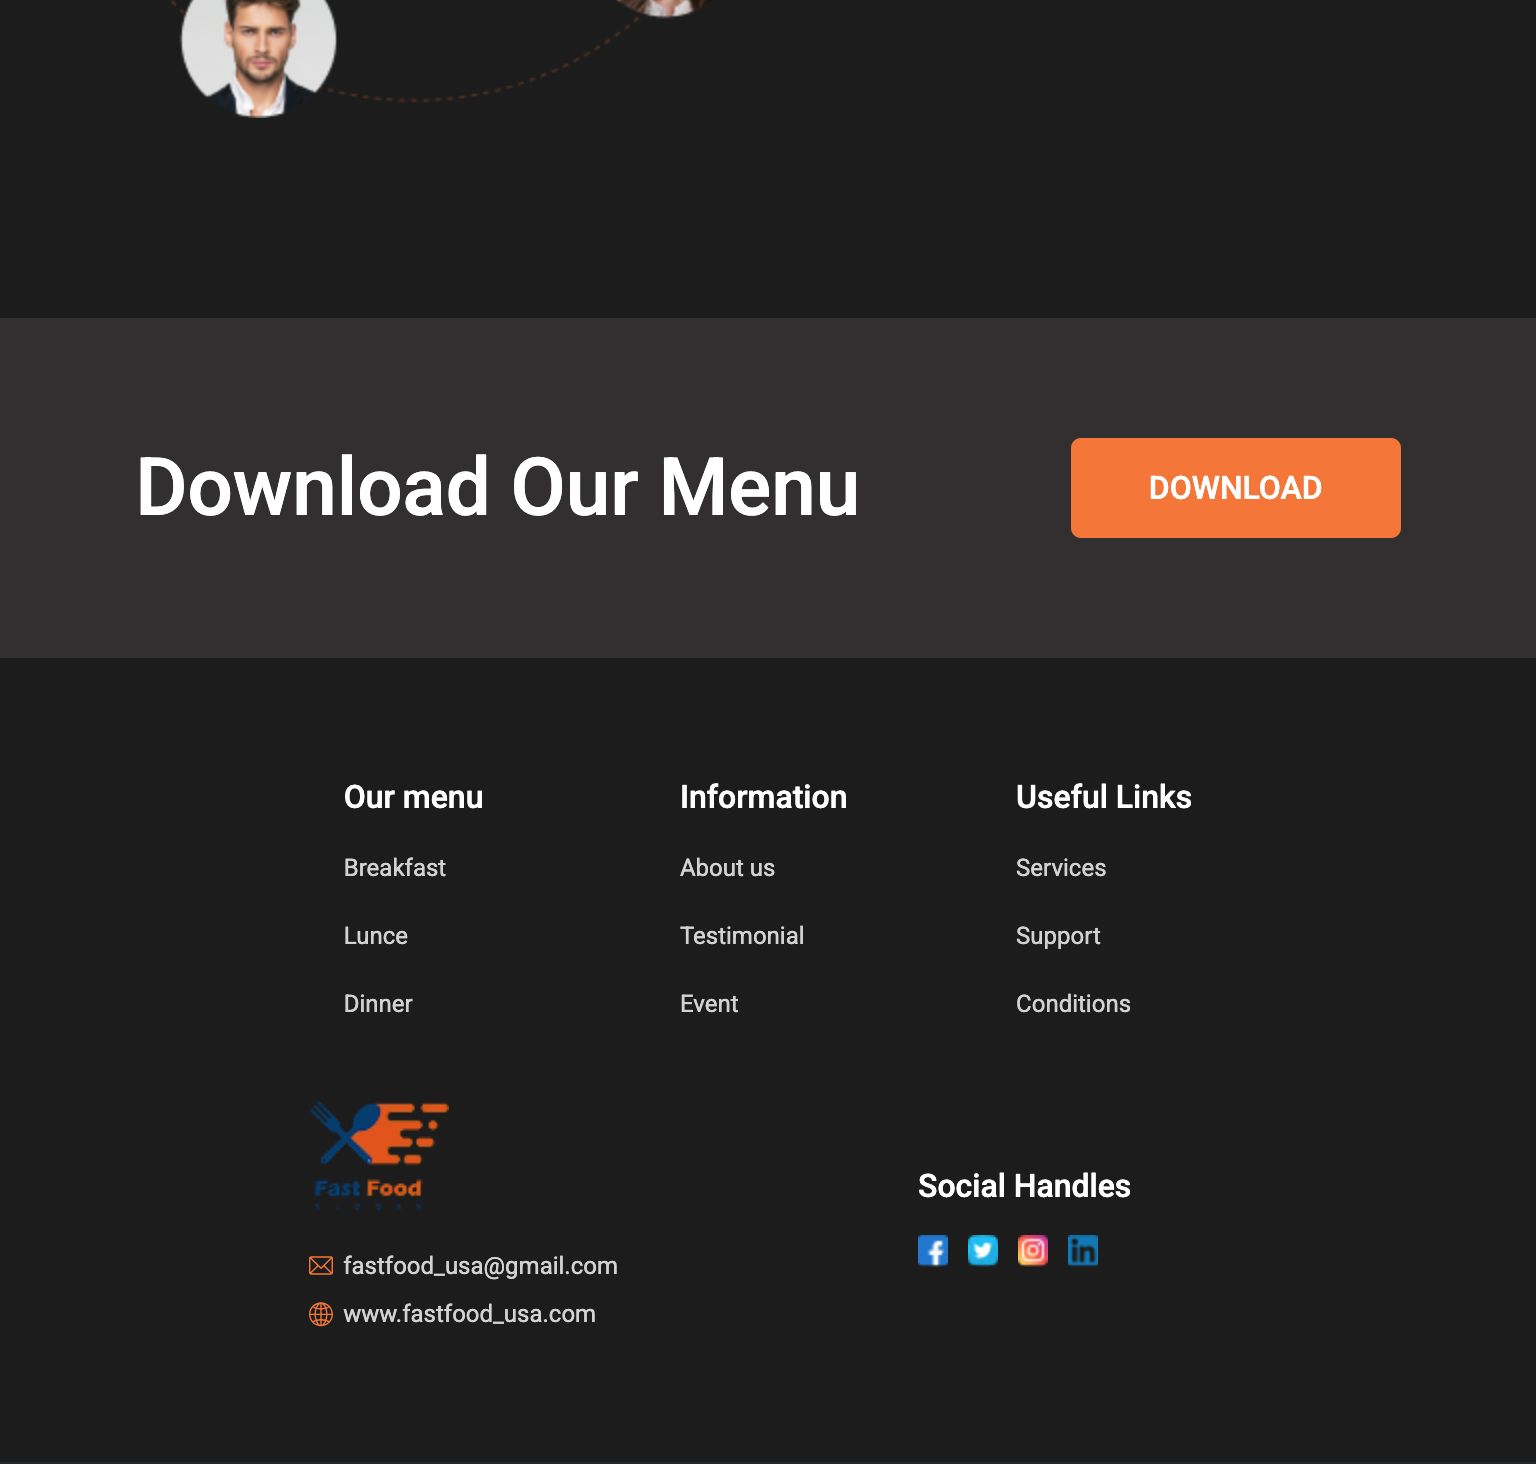 Download Our Menu
DOWNLOAD
Our menu
Breakfast
Lunce
Dinner
Information
About us
Testimonial
Event
Useful Links
Services
Support
Conditions
Fast Food
fastfood_usa@gmail.com
www.fastfood_usa.com
Social Handles